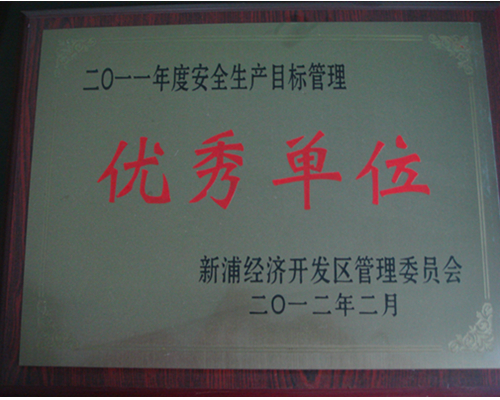 二〇一一年度安全生产目标管理
优秀单位
新浦经济开发区管理委员会
二〇一二年二月